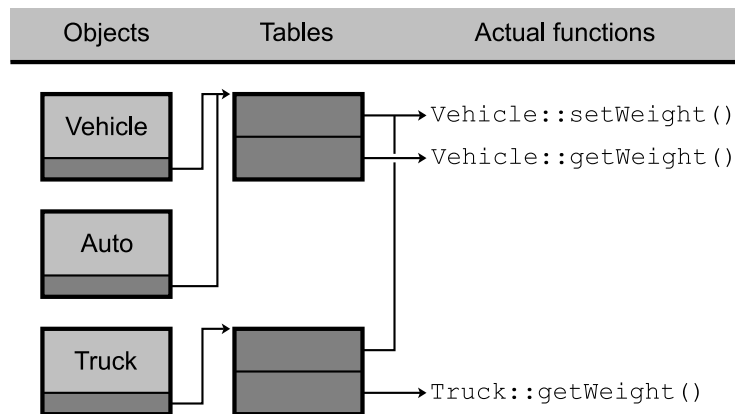 Objects Tables Actual functions
Vehicle
Vehicle::setWeight()
Vehicle::getWeight()
Auto
Truck
Truck::getWeight()